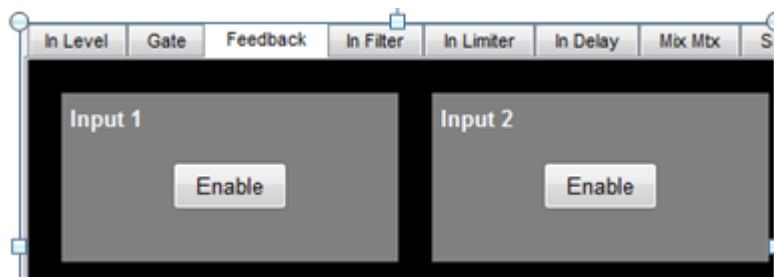 In Level Gate Feedback In Filter In Limiter In Delay Mix Mtx
Input 1 Input 2
Enable Enable